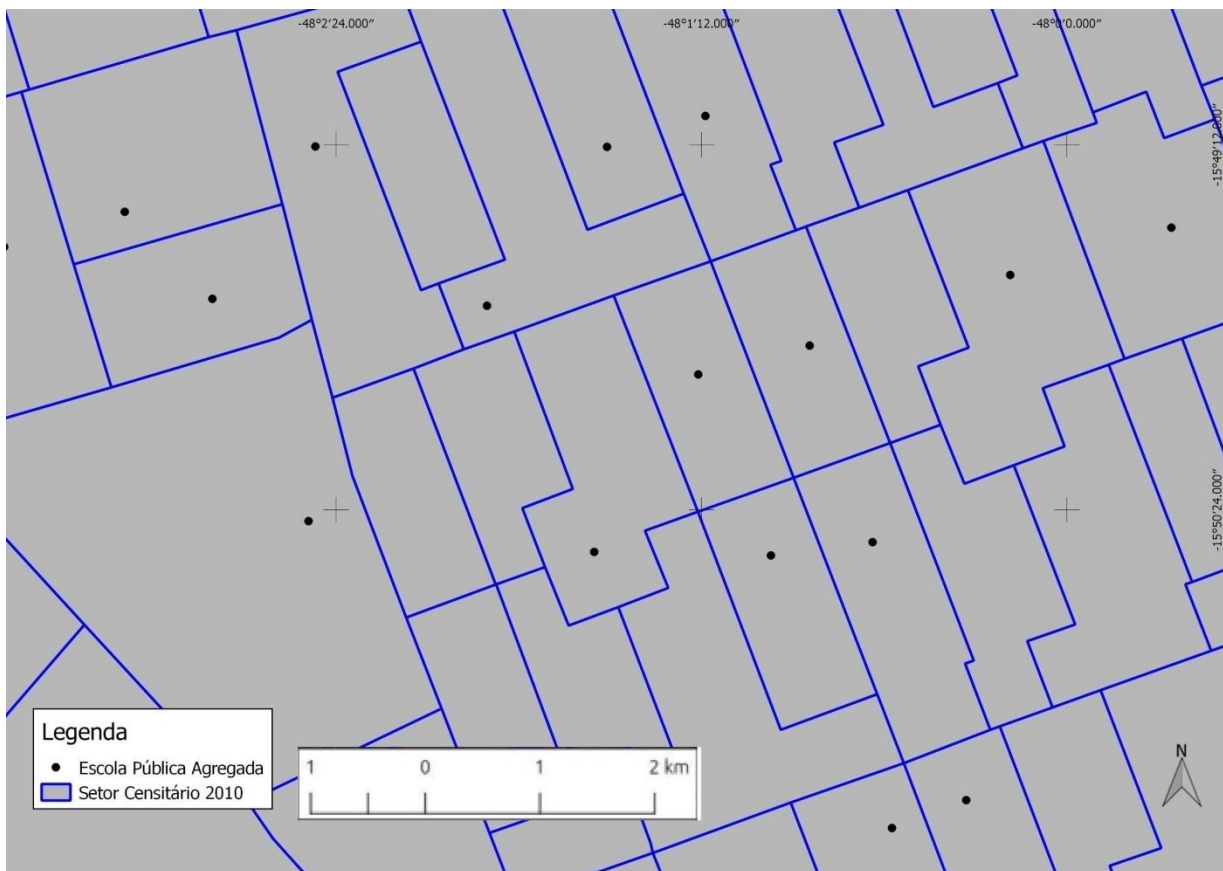 -48°2′24.000″ -48°1′12.000″ -48°0′0.000″
-15°49′12.000″
-15°50′24.000″
Legenda
Escola Pública Agregada
Setor Censitário 2010
1 0 1 2 km
N